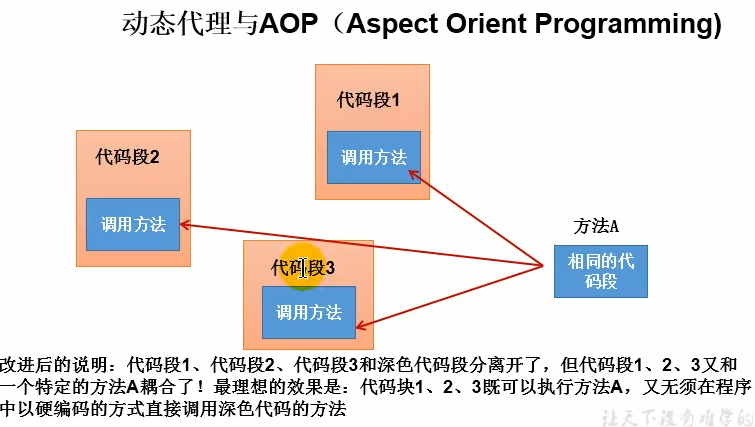 动态代理与AOP（Aspect Orient Programming)
代码段1
调用方法
代码段2
调用方法
代码段3
调用方法
方法A
相同的代
码段
改进后的说明：代码段1、代码段2、代码段3和深色代码段分离开了，但代码段1、2、3又和
一个特定的方法A耦合了！最理想的效果是：代码块1、2、3既可以执行方法A，又无须在程序
中以硬编码的方式直接调用深色代码的方法
让天下没有难学的